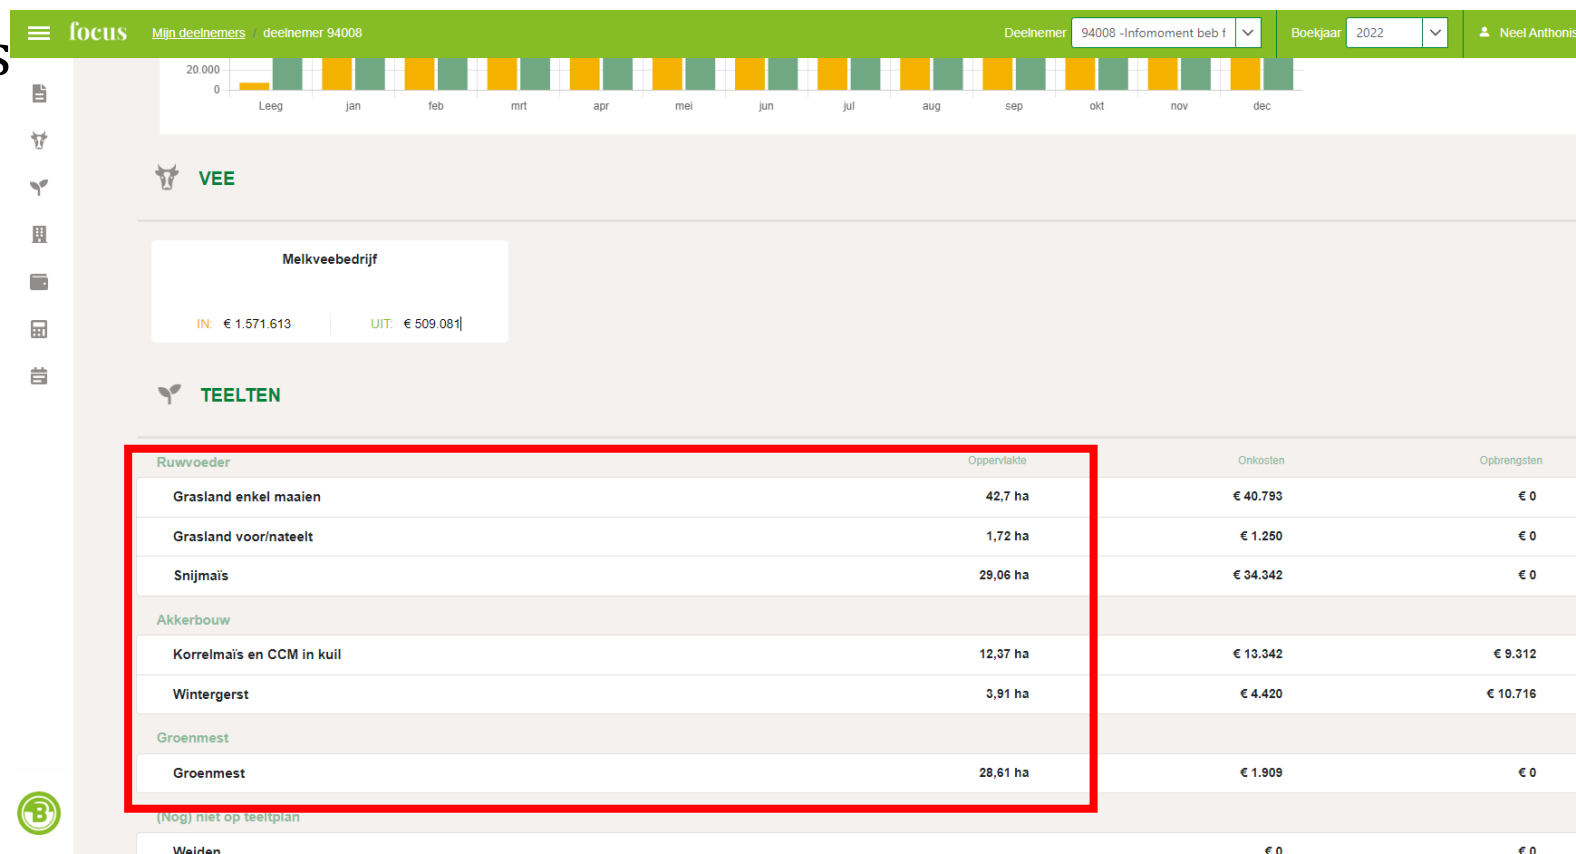 focus Mijn deelnemers / deelnemer 94008 Deelnemer 94008 -Infomoment beb f Boekjaar 2022 Neel Anthonis
s
20.000
0
Leeg jan feb mrt apr mei jun jul aug sep okt nov dec
VEE
Melkveebedrijf
IN: € 1.571.613 UIT: € 509.081
TEELTEN
Ruwvoeder Oppervlakte Onkosten Opbrengsten
Grasland enkel maaien 42,7 ha € 40.793 € 0
Grasland voor/nateelt 1,72 ha € 1.250 € 0
Snijmaïs 29,06 ha € 34.342 € 0
Akkerbouw
Korrelmaïs en CCM in kuil 12,37 ha € 13.342 € 9.312
Wintergerst 3,91 ha € 4.420 € 10.716
Groenmest
Groenmest 28,61 ha € 1.909 € 0
(Nog) niet op teeltplan
Weiden € 0 € 0
B